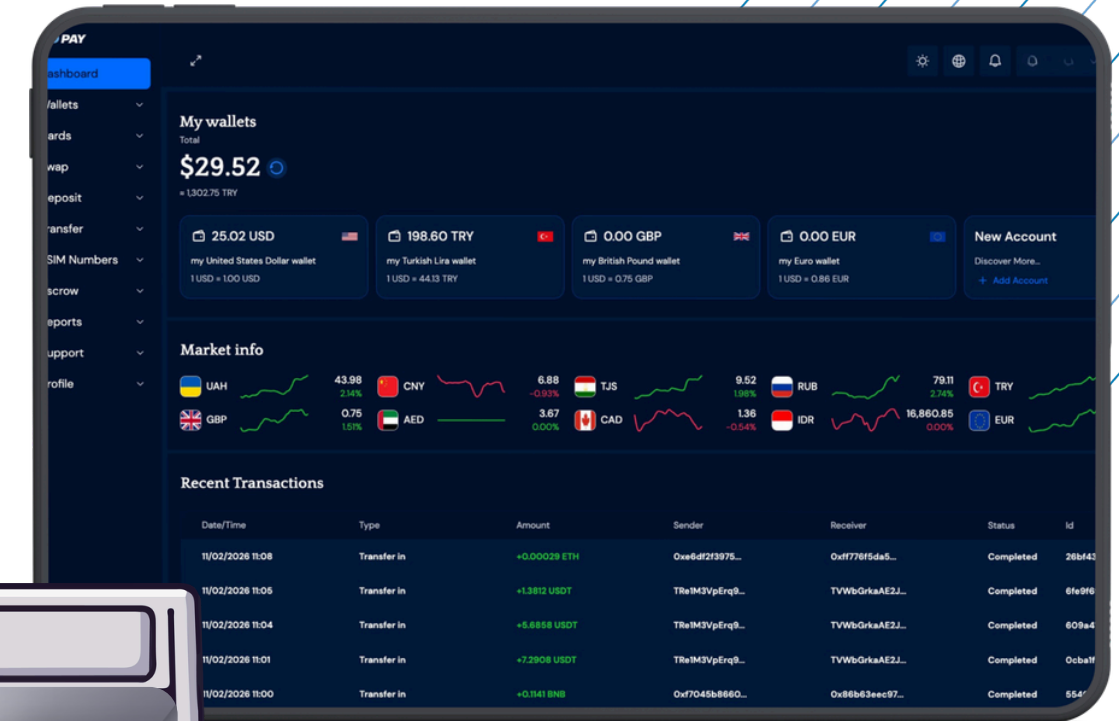 PAY
ashboard
allets
ards
wap
eposit
ransfer
SIM Numbers
scrow
eports
upport
rofile
My wallets
Total
$29.52
= 1,302.75 TRY
25.02 USD
my United States Dollar wallet
1 USD = 1.00 USD
198.60 TRY
my Turkish Lira wallet
1 USD = 44.13 TRY
0.00 GBP
my British Pound wallet
1 USD = 0.75 GBP
0.00 EUR
my Euro wallet
1 USD = 0.86 EUR
New Account
Discover More...
+ Add Account
Market info
UAH 43.98 2.14%
CNY 6.88 -0.93%
TJS 9.52 1.98%
RUB 79.11 2.74%
TRY
GBP 0.75 1.51%
AED 3.67 0.00%
CAD 1.36 -0.54%
IDR 16,860.85 0.00%
EUR
Recent Transactions
Date/Time Type Amount Sender Receiver Status Id
11/02/2026 11:08 Transfer in +0.00029 ETH 0xe6df2f3975... 0xff776f5da5... Completed 26bf43
11/02/2026 11:05 Transfer in +1.3812 USDT TRe1M3VpErq9... TVWbGrkaAE2J... Completed 6fe9f6
11/02/2026 11:04 Transfer in +5.6858 USDT TRe1M3VpErq9... TVWbGrkaAE2J... Completed 609a4
11/02/2026 11:01 Transfer in +7.2908 USDT TRe1M3VpErq9... TVWbGrkaAE2J... Completed 0cba1f
11/02/2026 11:00 Transfer in +0.1141 BNB 0xf7045b8660... 0x86b63eec97... Completed 554